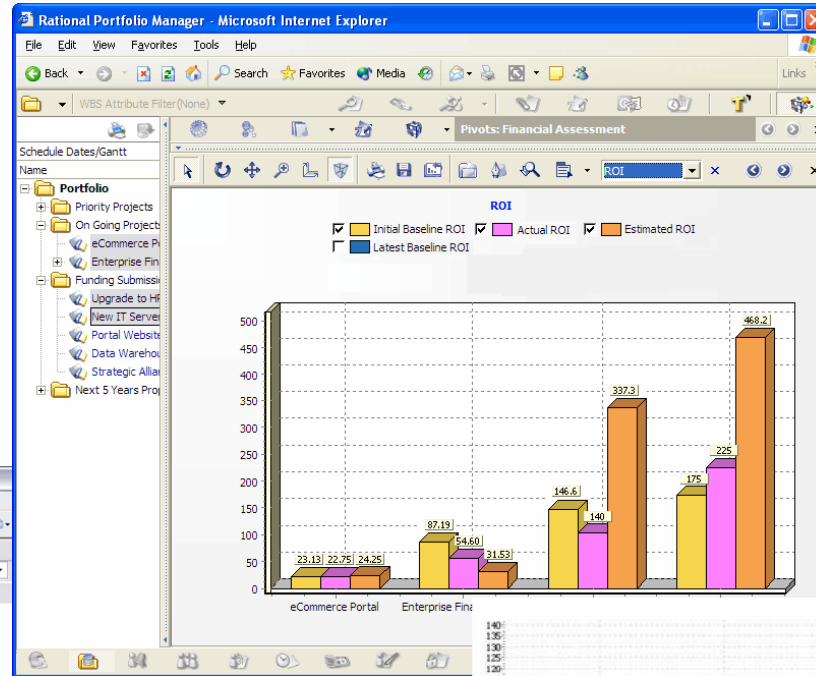 Rational Portfolio Manager - Microsoft Internet Explorer
File Edit View Favorites Tools Help
Back Search Favorites Media Links
WBS Attribute Filter(None)
Pivots: Financial Assessment
Schedule Dates/Gantt
Name
ROI
Portfolio
Priority Projects
On Going Project
eCommerce P
Enterprise Fin
Funding Submissi
Upgrade to HP
New IT Server
Portal Website
Data Warehou
Strategic Allia
Next 5 Years Prop
ROI
Initial Baseline ROI Actual ROI Estimated ROI
Latest Baseline ROI
500
450
400
350
300
250
200
150
100
50
0
23.13 22.75 24.25
87.19 54.60 31.53
146.6 140 337.3
175 225 468.2
eCommerce Portal Enterprise Fina
140
135
130
125
120